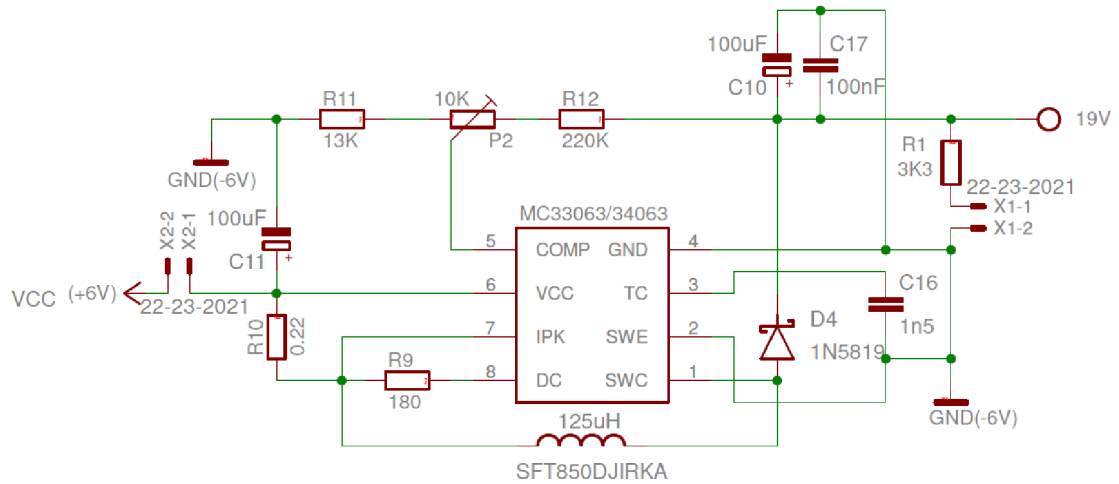 100uF
C17
C10
+
100nF
R11
10K
R12
13K
P2
220K
19V
R1
3K3
GND(-6V)
22-23-2021
X1-1
X1-2
MC33063/34063
100uF
X2-2
X2-1
C11
+
5
COMP
GND
4
VCC
(+6V)
22-23-2021
6
VCC
TC
3
C16
1n5
R10
0.22
7
IPK
SWE
2
D4
1N5819
R9
180
8
DC
SWC
1
GND(-6V)
125uH
SFT850DJIRKA